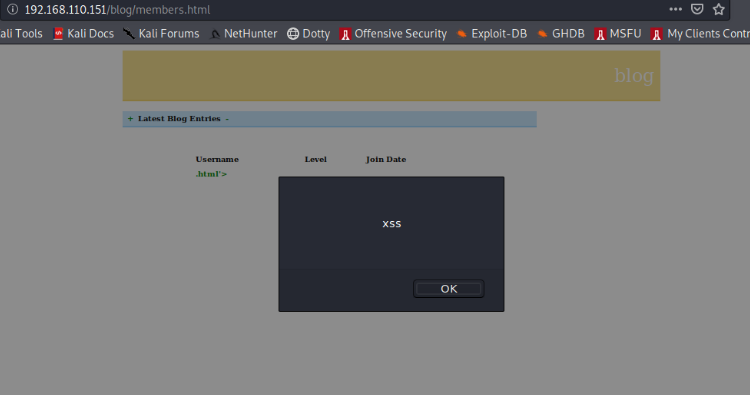 192.168.110.151/blog/members.html
ali Tools Kali Docs Kali Forums NetHunter Dotty Offensive Security Exploit-DB GHDB MSFU My Clients Contr
blog
+ Latest Blog Entries -
Username Level Join Date
.html'>
xss
OK